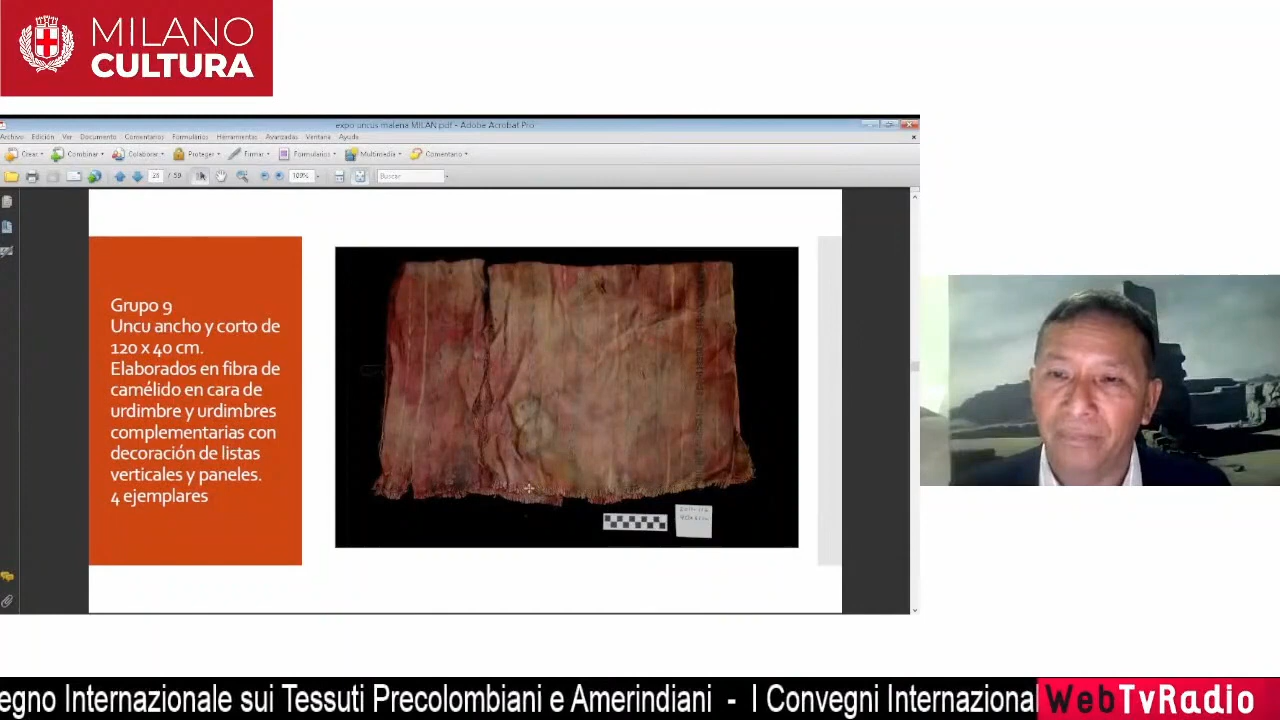 MILANO
CULTURA
expo uncus malena MILAN.pdf - Adobe Acrobat Pro
Archivo Edición Ver Documento Comentarios Formularios Herramientas Avanzadas Ventana Ayuda
Crear Combinar Colaborar Proteger Firmar Formularios Multimedia Comentario
/ 59 109% Buscar
Grupo 9
Uncu ancho y corto de
120 x 40 cm.
Elaborados en fibra de
camélido en cara de
urdimbre y urdimbres
complementarias con
decoración de listas
verticales y paneles.
4 ejemplares
egno Internazionale sui Tessuti Precolombiani e Amerindiani - I Convegni Internazional
WebTvRadio